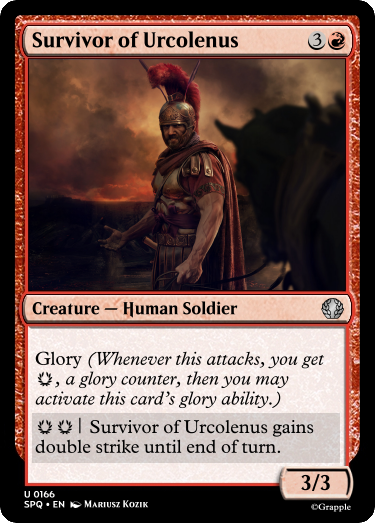 Survivor of Urcolenus 3
Creature — Human Soldier
Glory (Whenever this attacks, you get
, a glory counter, then you may
activate this card's glory ability.)
| Survivor of Urcolenus gains
double strike until end of turn.
3/3
U 0166
SPQ • EN Mariusz Kozik
©Grapple